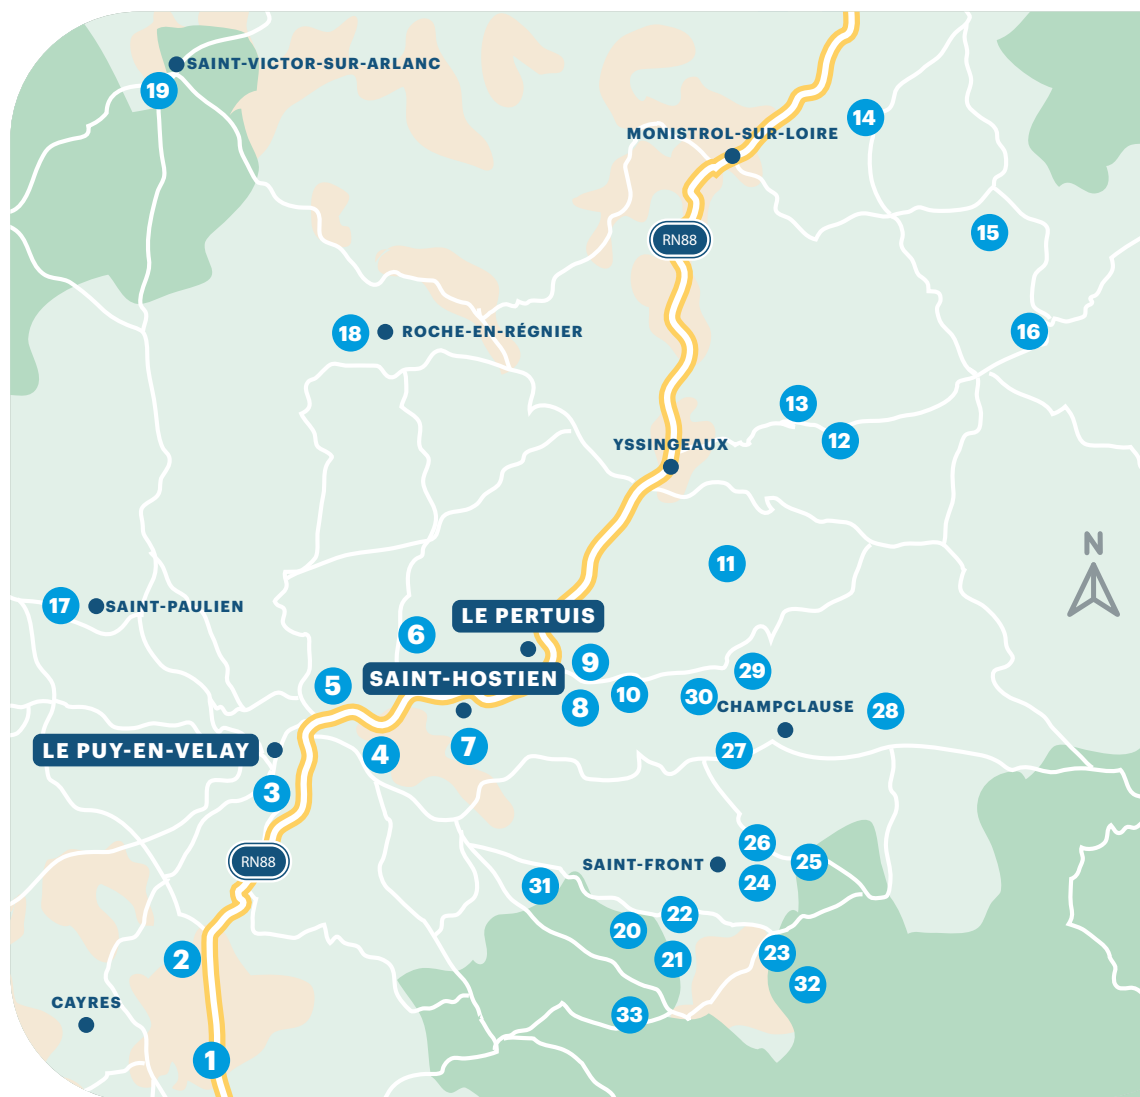 SAINT-VICTOR-SUR-ARLANC
19
14
MONISTROL-SUR-LOIRE
15
RN88
16
18
ROCHE-EN-RÉGNIER
13
12
YSSINGEAUX
N
11
17
SAINT-PAULIEN
LE PERTUIS
6
9
SAINT-HOSTIEN
5
10
29
30
CHAMPCLAUSE
28
8
LE PUY-EN-VELAY
4
7
27
3
26
RN88
SAINT-FRONT
25
31
24
22
20
2
21
23
32
CAYRES
33
1